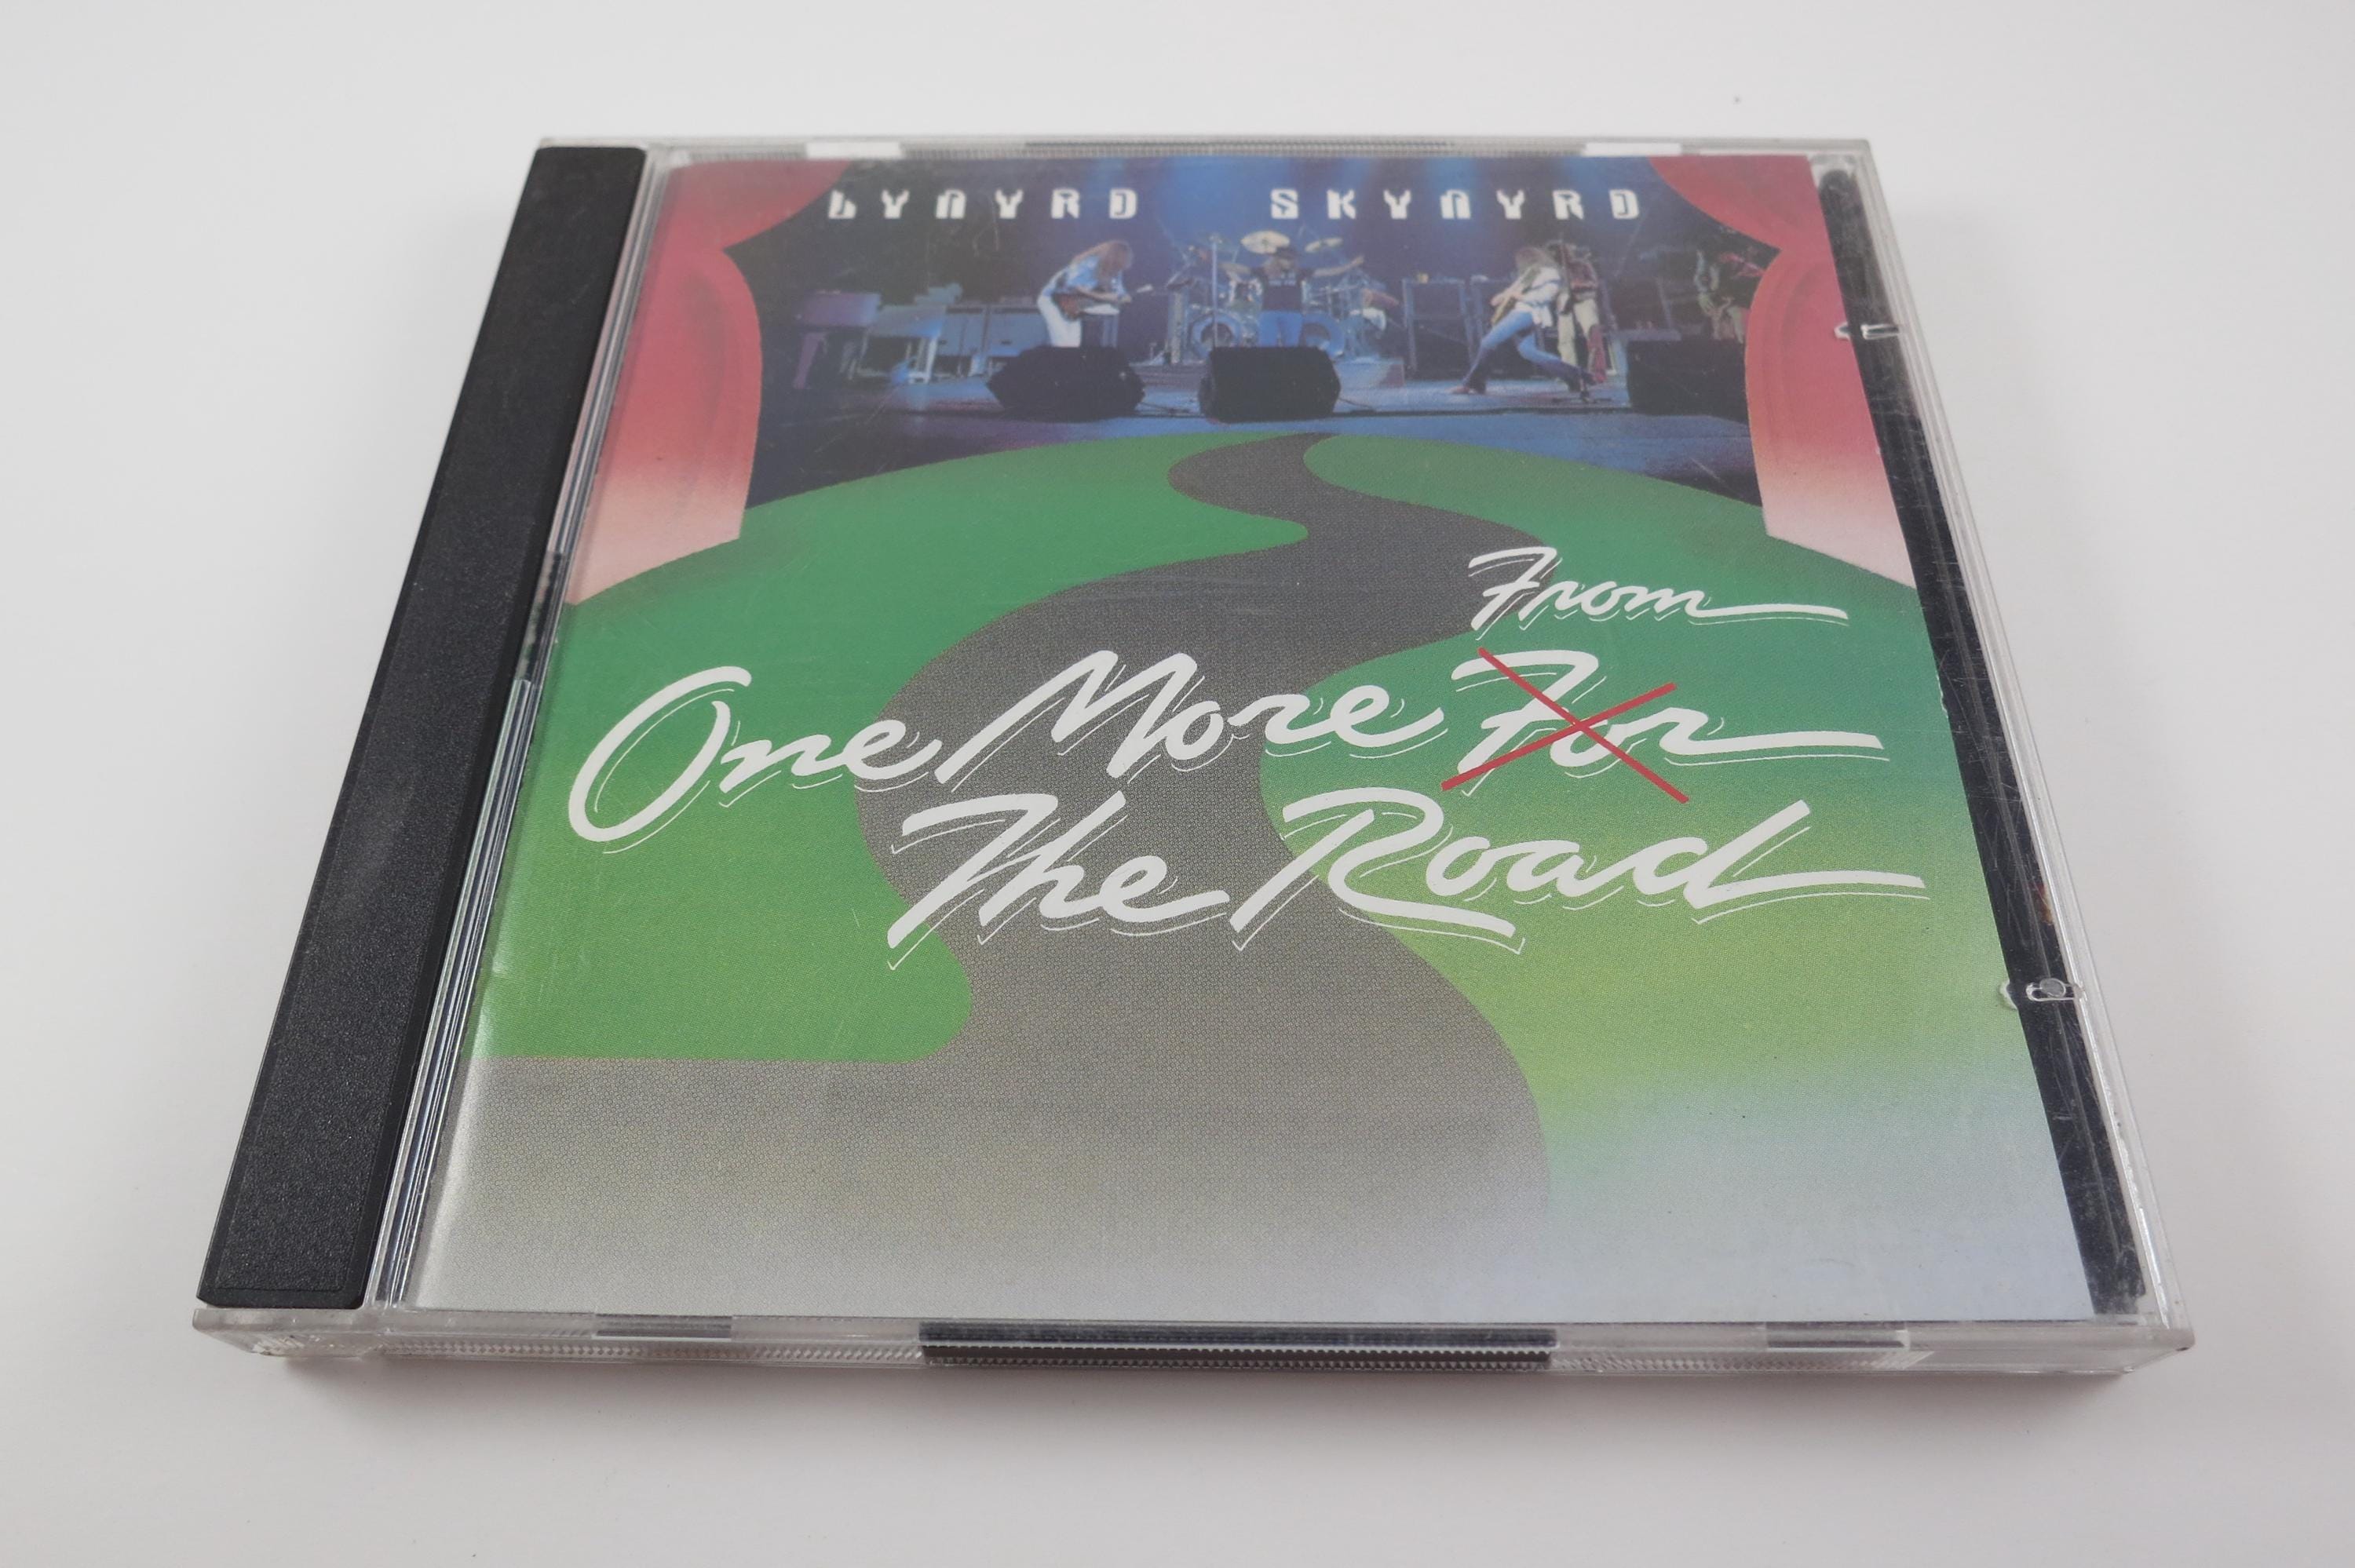 LYNYRD SKYNYRD
From
One More For
The Road